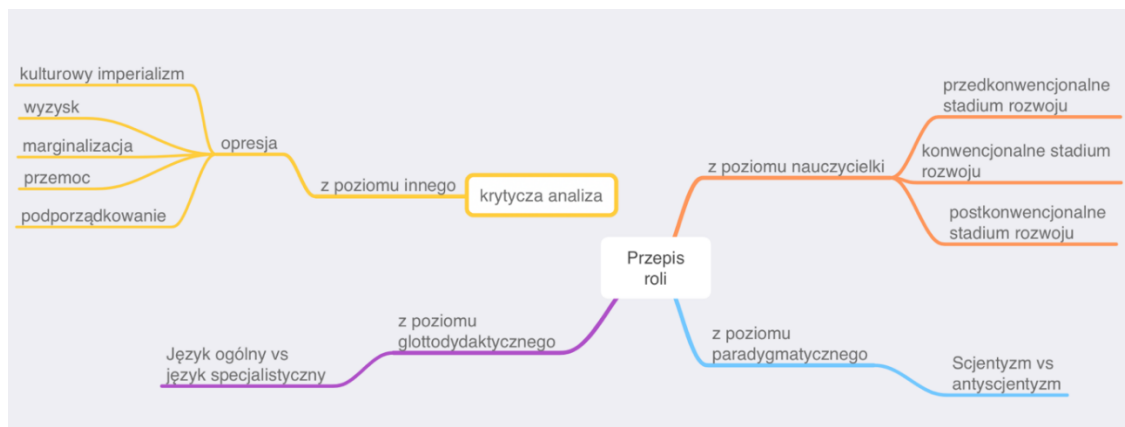 kulturowy imperializm
wyzysk
marginalizacja
przemoc
podporządkowanie
opresja
z poziomu innego
krytycza analiza
przedkonwencjonalne
stadium rozwoju
konwencjonalne stadium
rozwoju
postkonwencjonalne
stadium rozwoju
z poziomu nauczycielki
Przepis
roli
z poziomu
glottodydaktycznego
Język ogólny vs
język specjalistyczny
z poziomu
paradygmatycznego
Scjentyzm vs
antyscjentyzm